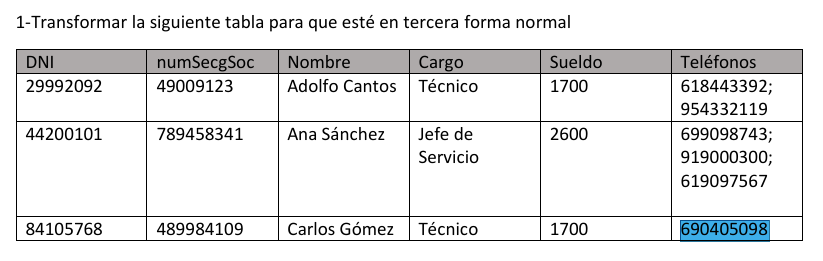 1-Transformar la siguiente tabla para que esté en tercera forma normal
DNI numSecgSoc Nombre Cargo Sueldo Teléfonos
29992092 49009123 Adolfo Cantos Técnico 1700 618443392;
954332119
44200101 789458341 Ana Sánchez Jefe de 2600 699098743;
Servicio 919000300;
619097567
84105768 489984109 Carlos Gómez Técnico 1700 690405098